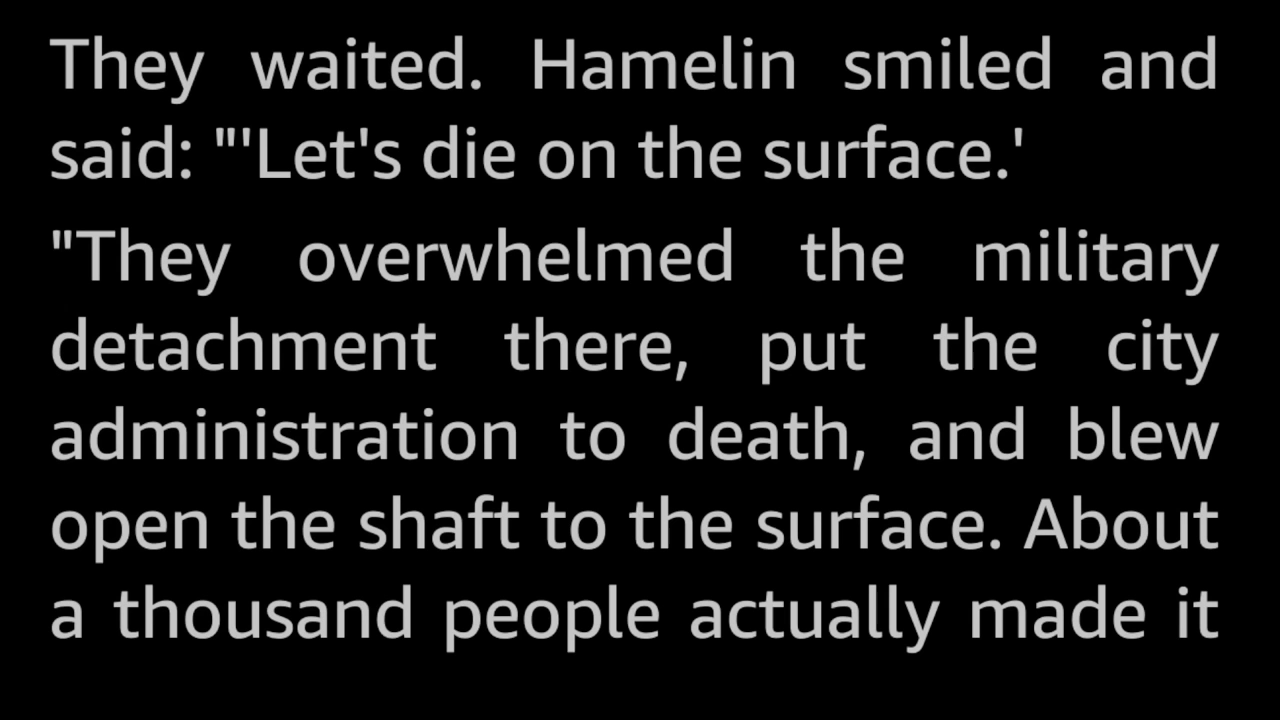 They waited. Hamelin smiled and
said: "'Let's die on the surface.'
"They overwhelmed the military
detachment there, put the city
administration to death, and blew
open the shaft to the surface. About
a thousand people actually made it